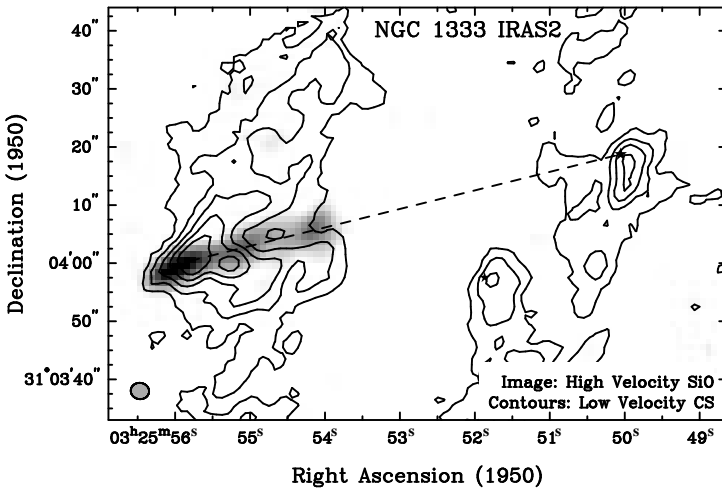 NGC 1333 IRAS2
40"
30"
20"
10"
04'00"
50"
31°03'40"
Declination (1950)
Image: High Velocity SiO
Contours: Low Velocity CS
03h25m56s 55s 54s 53s 52s 51s 50s 49s
Right Ascension (1950)